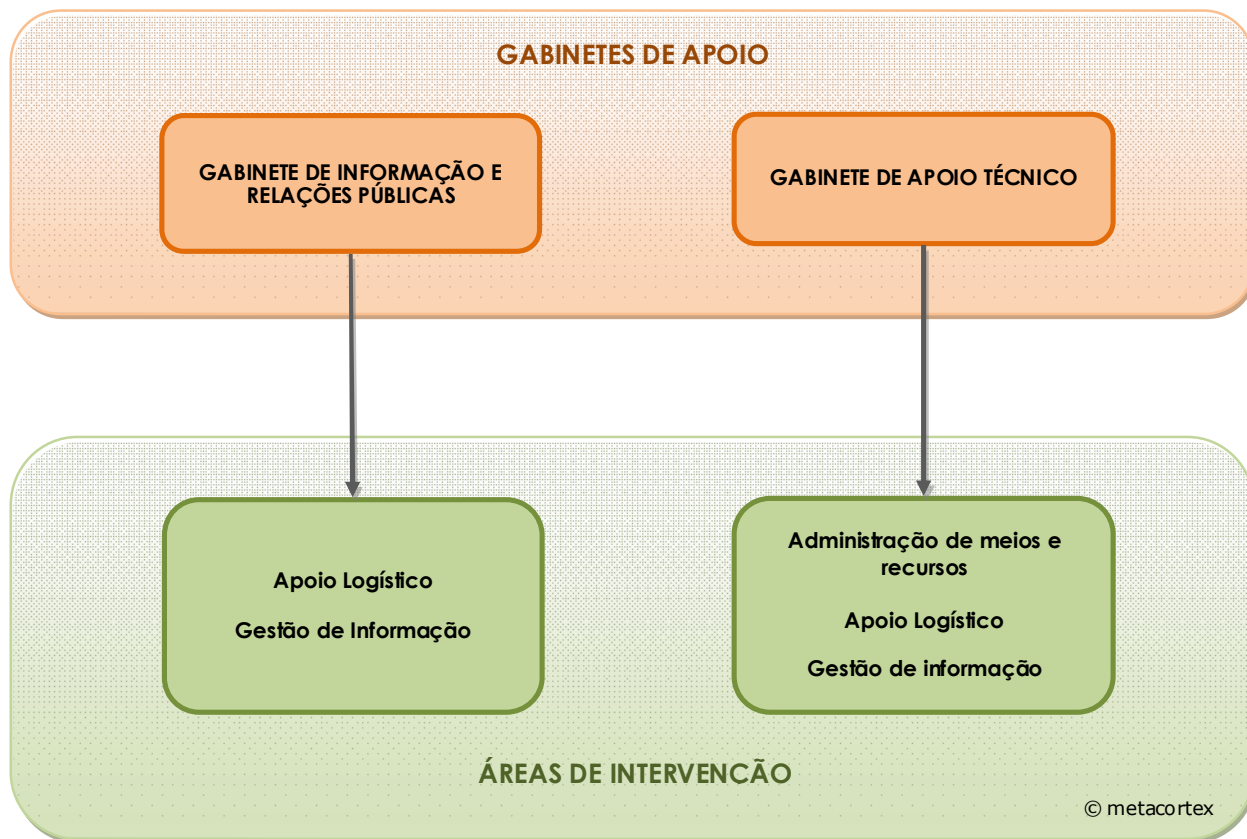 GABINETES DE APOIO
GABINETE DE INFORMAÇÃO E
RELAÇÕES PÚBLICAS
GABINETE DE APOIO TÉCNICO
Apoio Logístico
Gestão de Informação
Administração de meios e
recursos
Apoio Logístico
Gestão de informação
ÁREAS DE INTERVENÇÃO
© metacortex